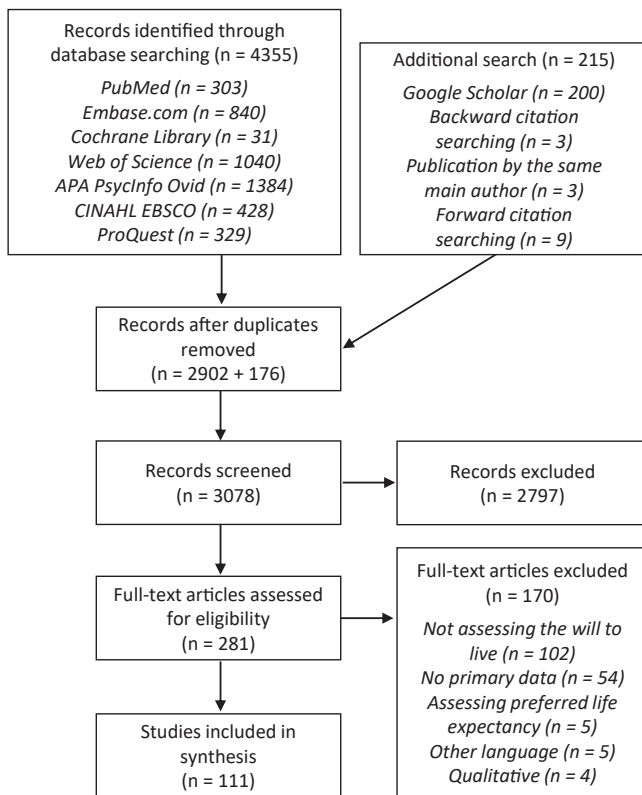 Records identified through
database searching (n = 4355)
PubMed (n = 303)
Embase.com (n = 840)
Cochrane Library (n = 31)
Web of Science (n = 1040)
APA PsycInfo Ovid (n = 1384)
CINAHL EBSCO (n = 428)
ProQuest (n = 329)
Additional search (n = 215)
Google Scholar (n = 200)
Backward citation
searching (n = 3)
Publication by the same
main author (n = 3)
Forward citation
searching (n = 9)
Records after duplicates
removed
(n = 2902 + 176)
Records screened
(n = 3078)
Records excluded
(n = 2797)
Full-text articles assessed
for eligibility
(n = 281)
Full-text articles excluded
(n = 170)
Not assessing the will to
live (n = 102)
No primary data (n = 54)
Assessing preferred life
expectancy (n = 5)
Other language (n = 5)
Qualitative (n = 4)
Studies included in
synthesis
(n = 111)